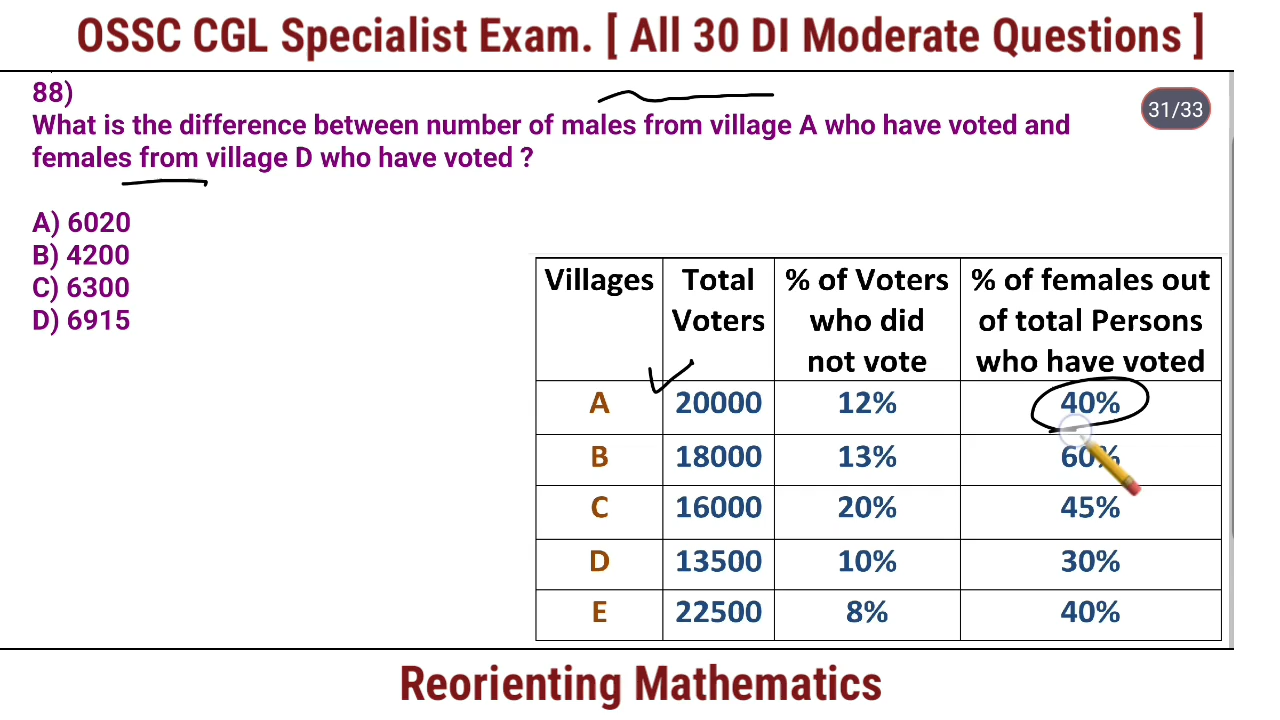 OSSC CGL Specialist Exam. [ All 30 DI Moderate Questions ]
88)
31/33
What is the difference between number of males from village A who have voted and
females from village D who have voted ?
A) 6020
B) 4200
C) 6300
D) 6915
Villages Total Voters % of Voters who did not vote % of females out of total Persons who have voted
A 20000 12% 40%
B 18000 13% 60%
C 16000 20% 45%
D 13500 10% 30%
E 22500 8% 40%
Reorienting Mathematics